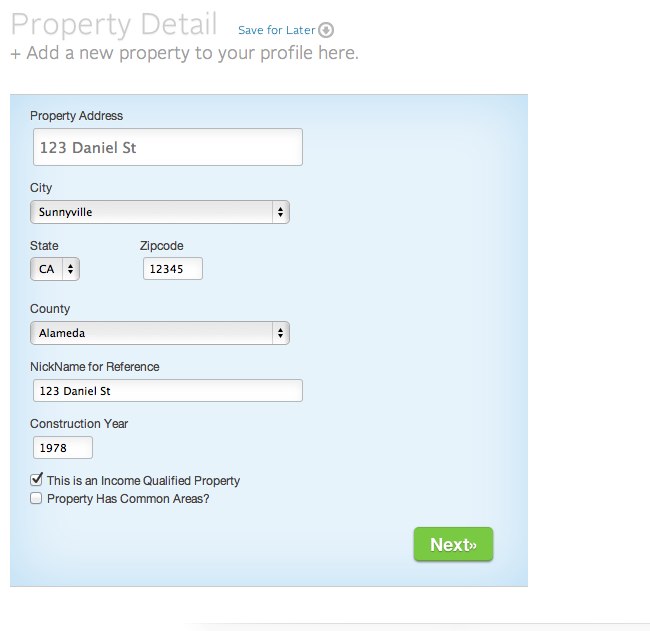 Property Detail Save for Later
+ Add a new property to your profile here.
Property Address
123 Daniel St
City
Sunnyville
State Zipcode
CA 12345
County
Alameda
NickName for Reference
123 Daniel St
Construction Year
1978
This is an Income Qualified Property
Property Has Common Areas?
Next»